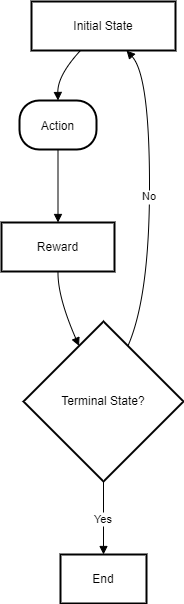 Initial State
Action
No
Reward
Terminal State?
Yes
End